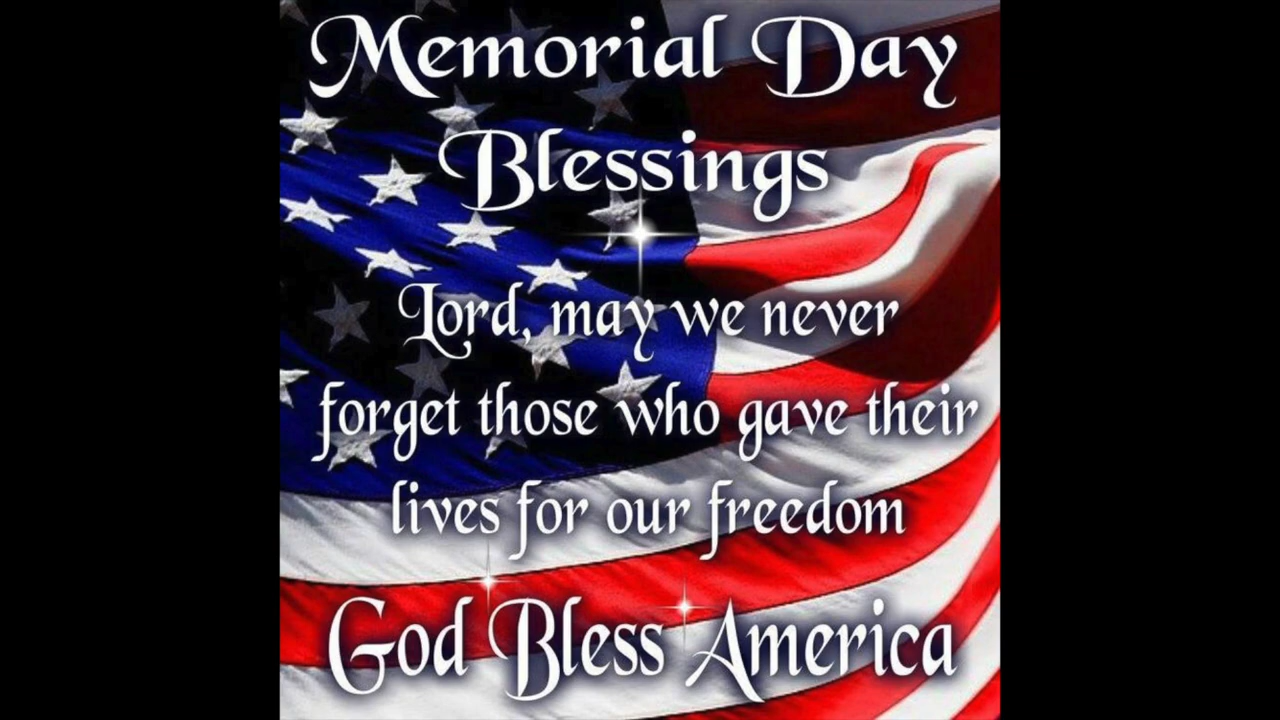 Memorial Day
Blessings
Lord, may we never
forget those who gave their
lives for our freedom
God Bless America